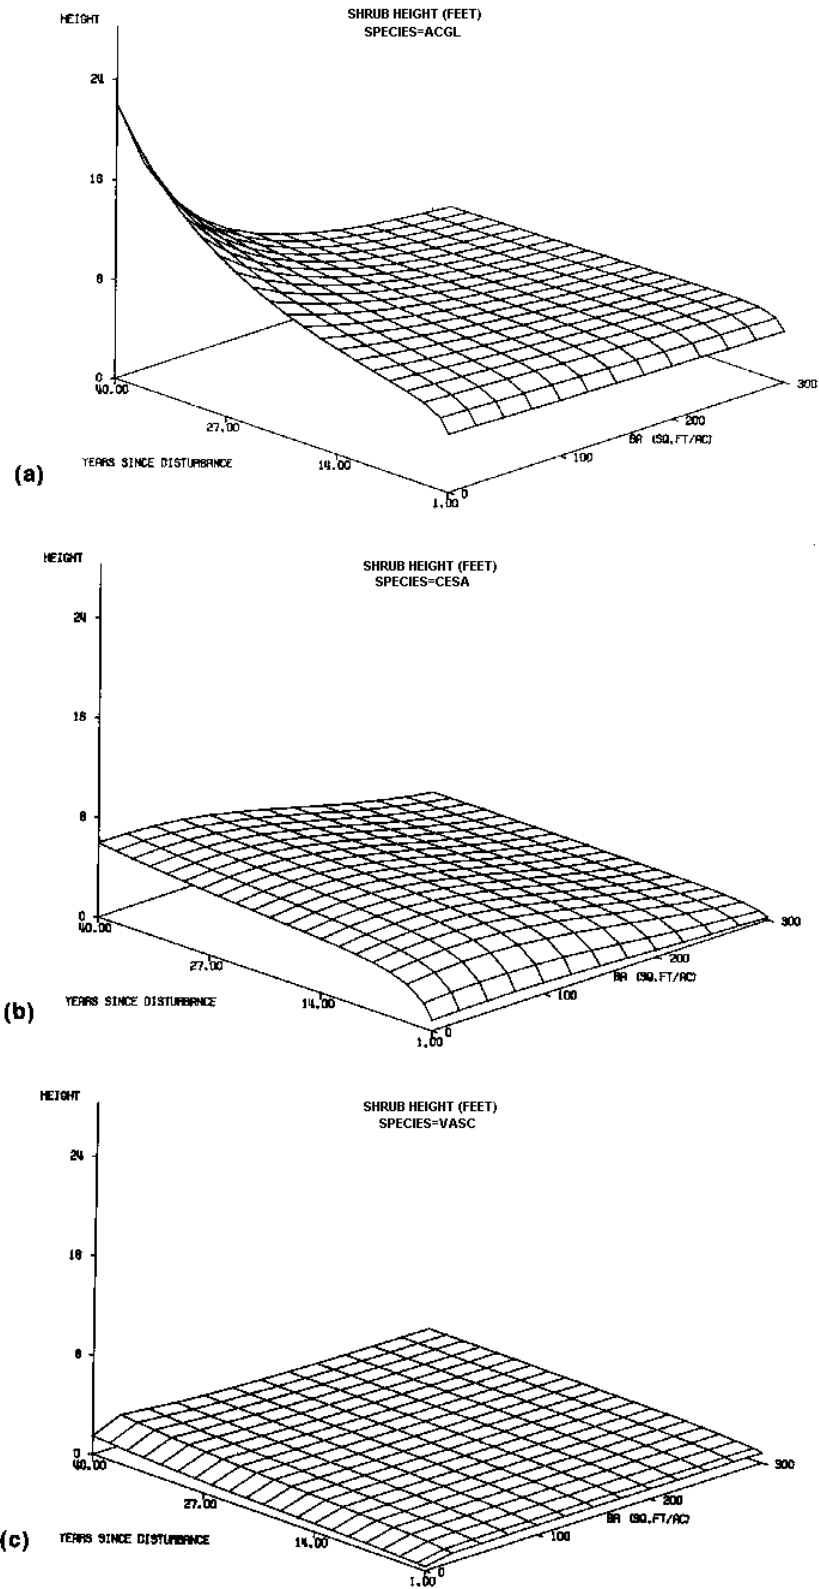 HEIGHT
SHRUB HEIGHT (FEET)
SPECIES=ACGL
24
16
8
0
40.00
27.00
14.00
1.00
0
100
200
300
BA (SQ.FT/AC)
YEARS SINCE DISTURBANCE
(a)
HEIGHT
SHRUB HEIGHT (FEET)
SPECIES=CESA
24
16
8
0
40.00
27.00
14.00
1.00
0
100
200
300
BA (SQ.FT/AC)
YEARS SINCE DISTURBANCE
(b)
HEIGHT
SHRUB HEIGHT (FEET)
SPECIES=VASC
24
16
8
0
40.00
27.00
14.00
1.00
0
100
200
300
BA (SQ.FT/AC)
YEARS SINCE DISTURBANCE
(c)